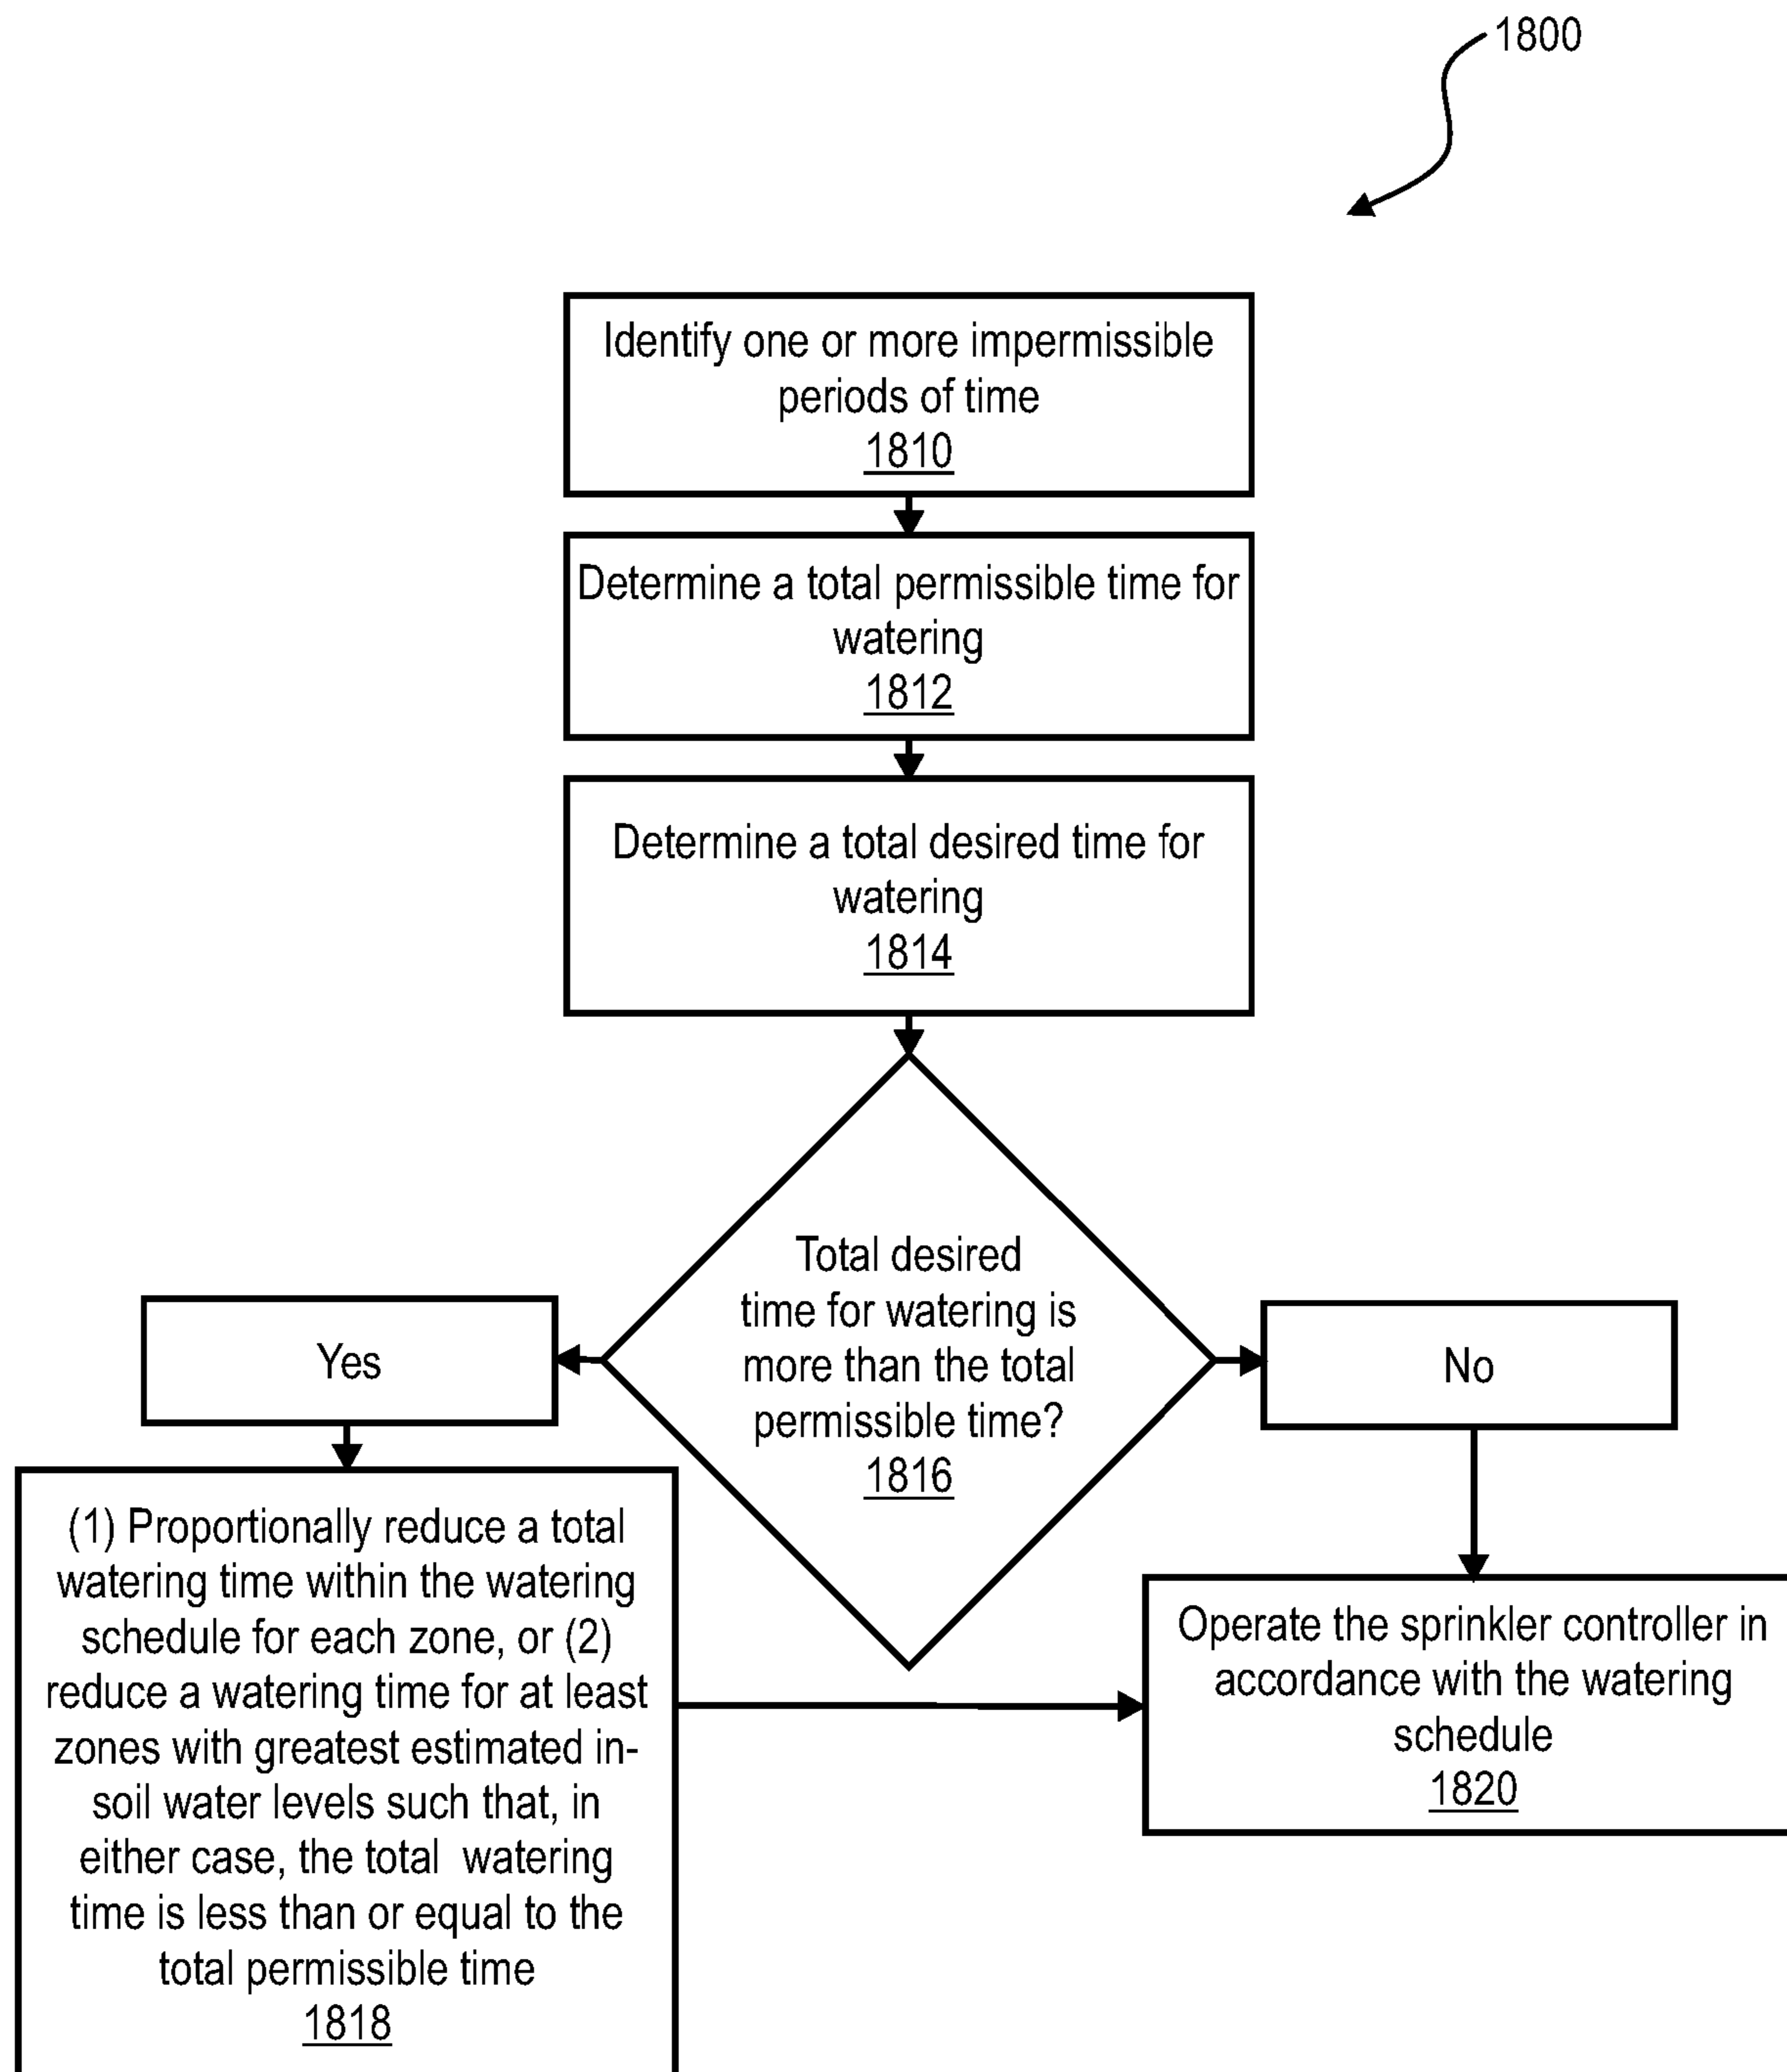 1800
Identify one or more impermissible
periods of time
1810
Determine a total permissible time for
watering
1812
Determine a total desired time for
watering
1814
Total desired
time for watering is
more than the total
permissible time?
1816
Yes
No
(1) Proportionally reduce a total
watering time within the watering
schedule for each zone, or (2)
reduce a watering time for at least
zones with greatest estimated in-
soil water levels such that, in
either case, the total watering
time is less than or equal to the
total permissible time
1818
Operate the sprinkler controller in
accordance with the watering
schedule
1820